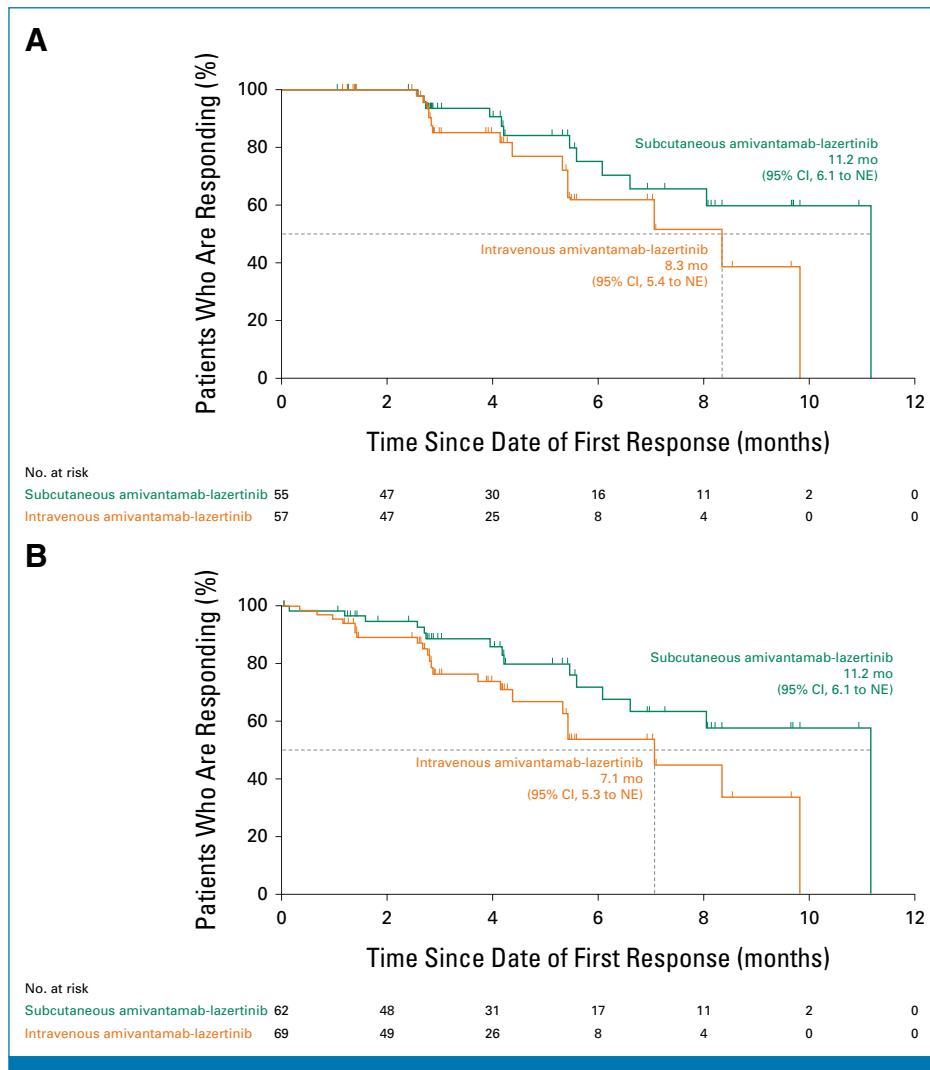 A
Patients Who Are Responding (%)
100
80
60
40
20
0
Subcutaneous amivantamab-lazertinib
11.2 mo
(95% CI, 6.1 to NE)
Intravenous amivantamab-lazertinib
8.3 mo
(95% CI, 5.4 to NE)
0 2 4 6 8 10 12
Time Since Date of First Response (months)
No. at risk
Subcutaneous amivantamab-lazertinib 55 47 30 16 11 2 0
Intravenous amivantamab-lazertinib 57 47 25 8 4 0 0
B
Patients Who Are Responding (%)
100
80
60
40
20
0
Subcutaneous amivantamab-lazertinib
11.2 mo
(95% CI, 6.1 to NE)
Intravenous amivantamab-lazertinib
7.1 mo
(95% CI, 5.3 to NE)
0 2 4 6 8 10 12
Time Since Date of First Response (months)
No. at risk
Subcutaneous amivantamab-lazertinib 62 48 31 17 11 2 0
Intravenous amivantamab-lazertinib 69 49 26 8 4 0 0